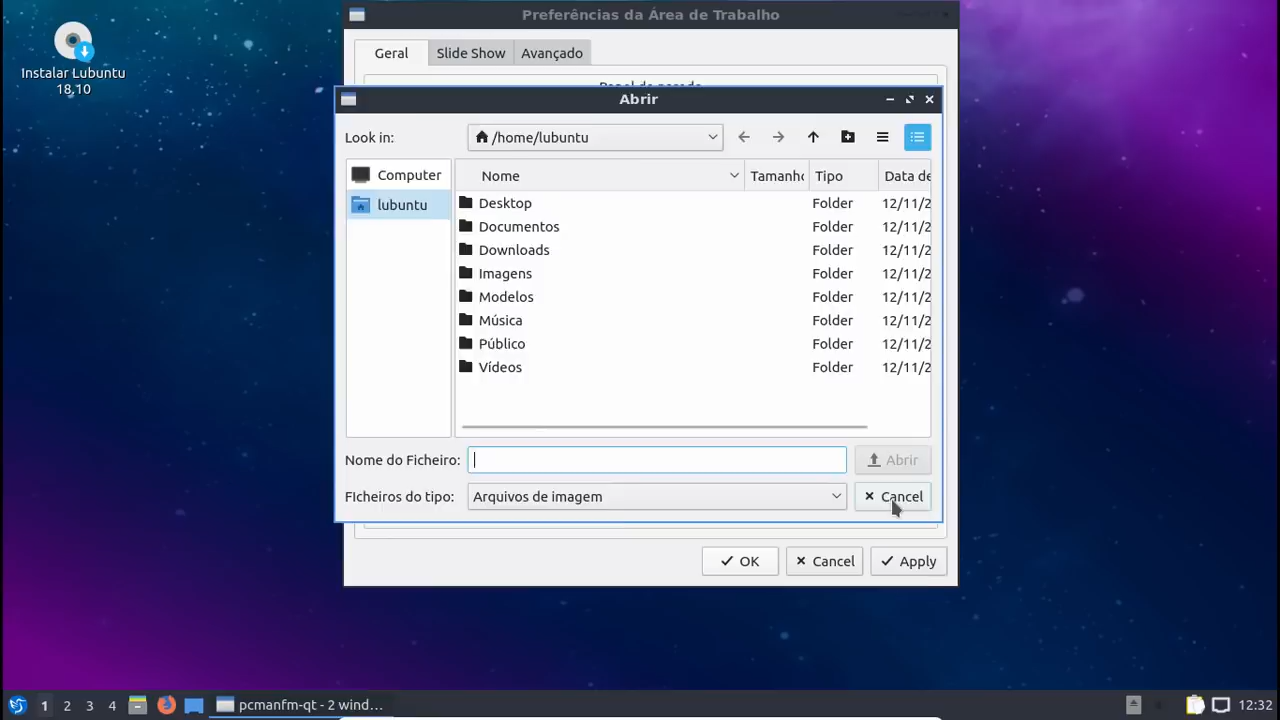 Preferências da Área de Trabalho
Instalar Lubuntu
18.10
Geral
Slide Show
Avançado
Abrir
Look in:
/home/lubuntu
Computer
lubuntu
Nome
Tamanho
Tipo
Data de
Desktop
Folder
12/11/2
Documentos
Folder
12/11/2
Downloads
Folder
12/11/2
Imagens
Folder
12/11/2
Modelos
Folder
12/11/2
Música
Folder
12/11/2
Público
Folder
12/11/2
Vídeos
Folder
12/11/2
Nome do Ficheiro:
Abrir
FIcheiros do tipo:
Arquivos de imagem
Cancel
OK
Cancel
Apply
1
2
3
4
pcmanfm-qt - 2 wind...
12:32